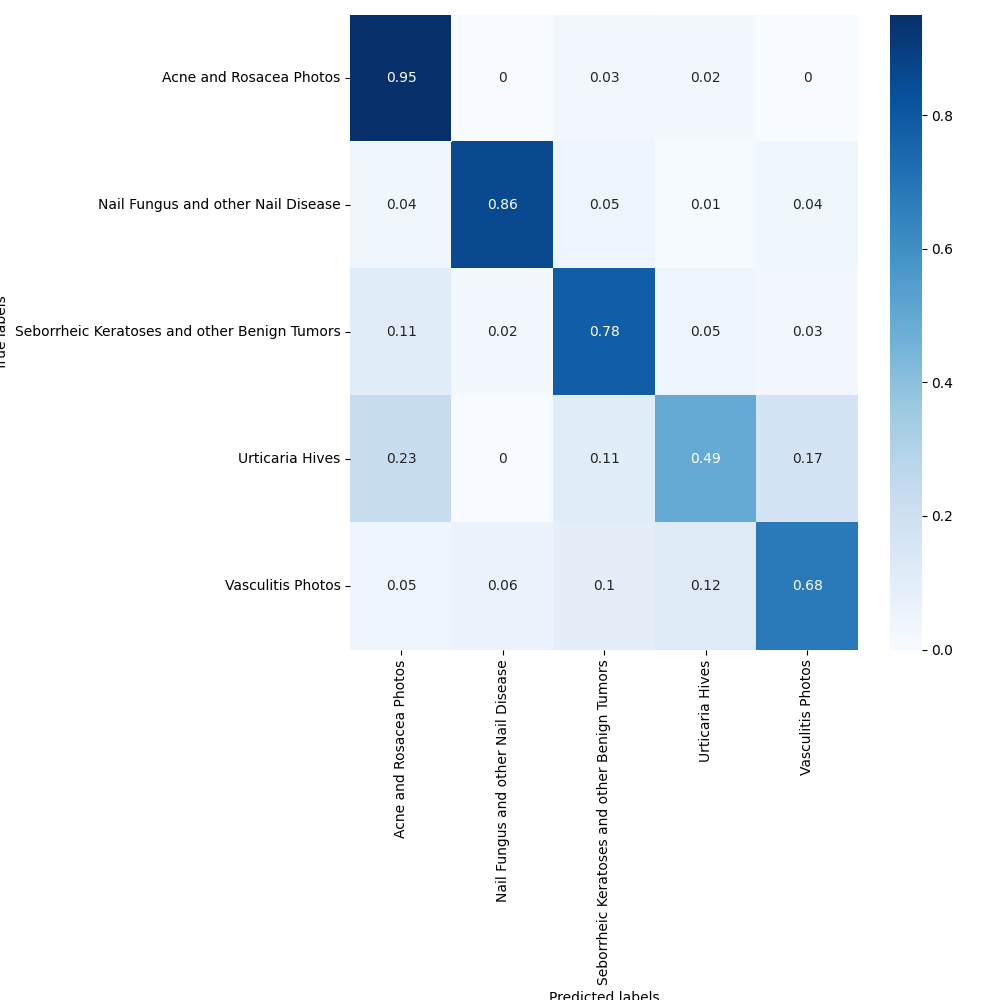 Acne and Rosacea Photos
0.95 0 0.03 0.02 0
Nail Fungus and other Nail Disease
0.04 0.86 0.05 0.01 0.04
Seborrheic Keratoses and other Benign Tumors
0.11 0.02 0.78 0.05 0.03
Urticaria Hives
0.23 0 0.11 0.49 0.17
Vasculitis Photos
0.05 0.06 0.1 0.12 0.68
True labels
0.8
0.6
0.4
0.2
0.0
Acne and Rosacea Photos
Nail Fungus and other Nail Disease
Seborrheic Keratoses and other Benign Tumors
Urticaria Hives
Vasculitis Photos
Predicted labels